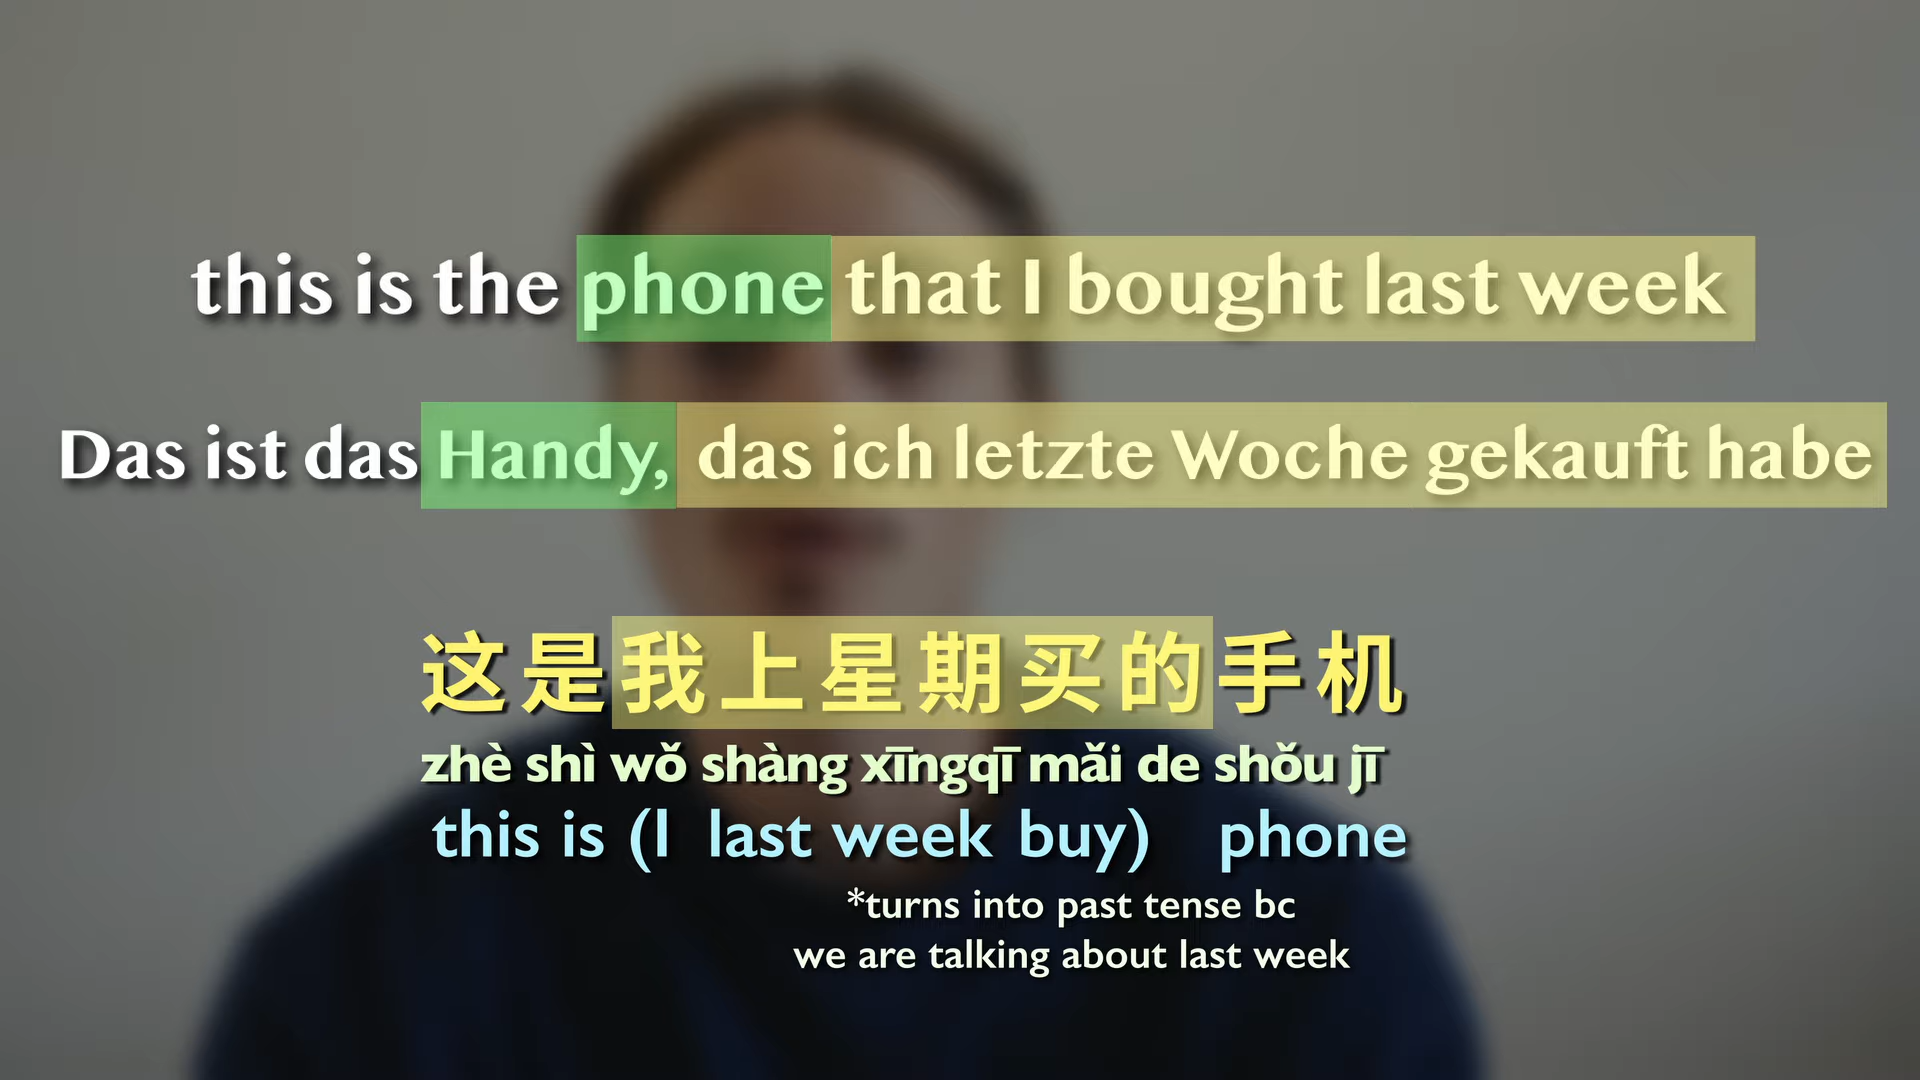 this is the phone that I bought last week
Das ist das Handy, das ich letzte Woche gekauft habe
这是我上星期买的手机
zhè shì wǒ shàng xīngqī mǎi de shǒu jī
this is (I last week buy) phone
*turns into past tense bc
we are talking about last week